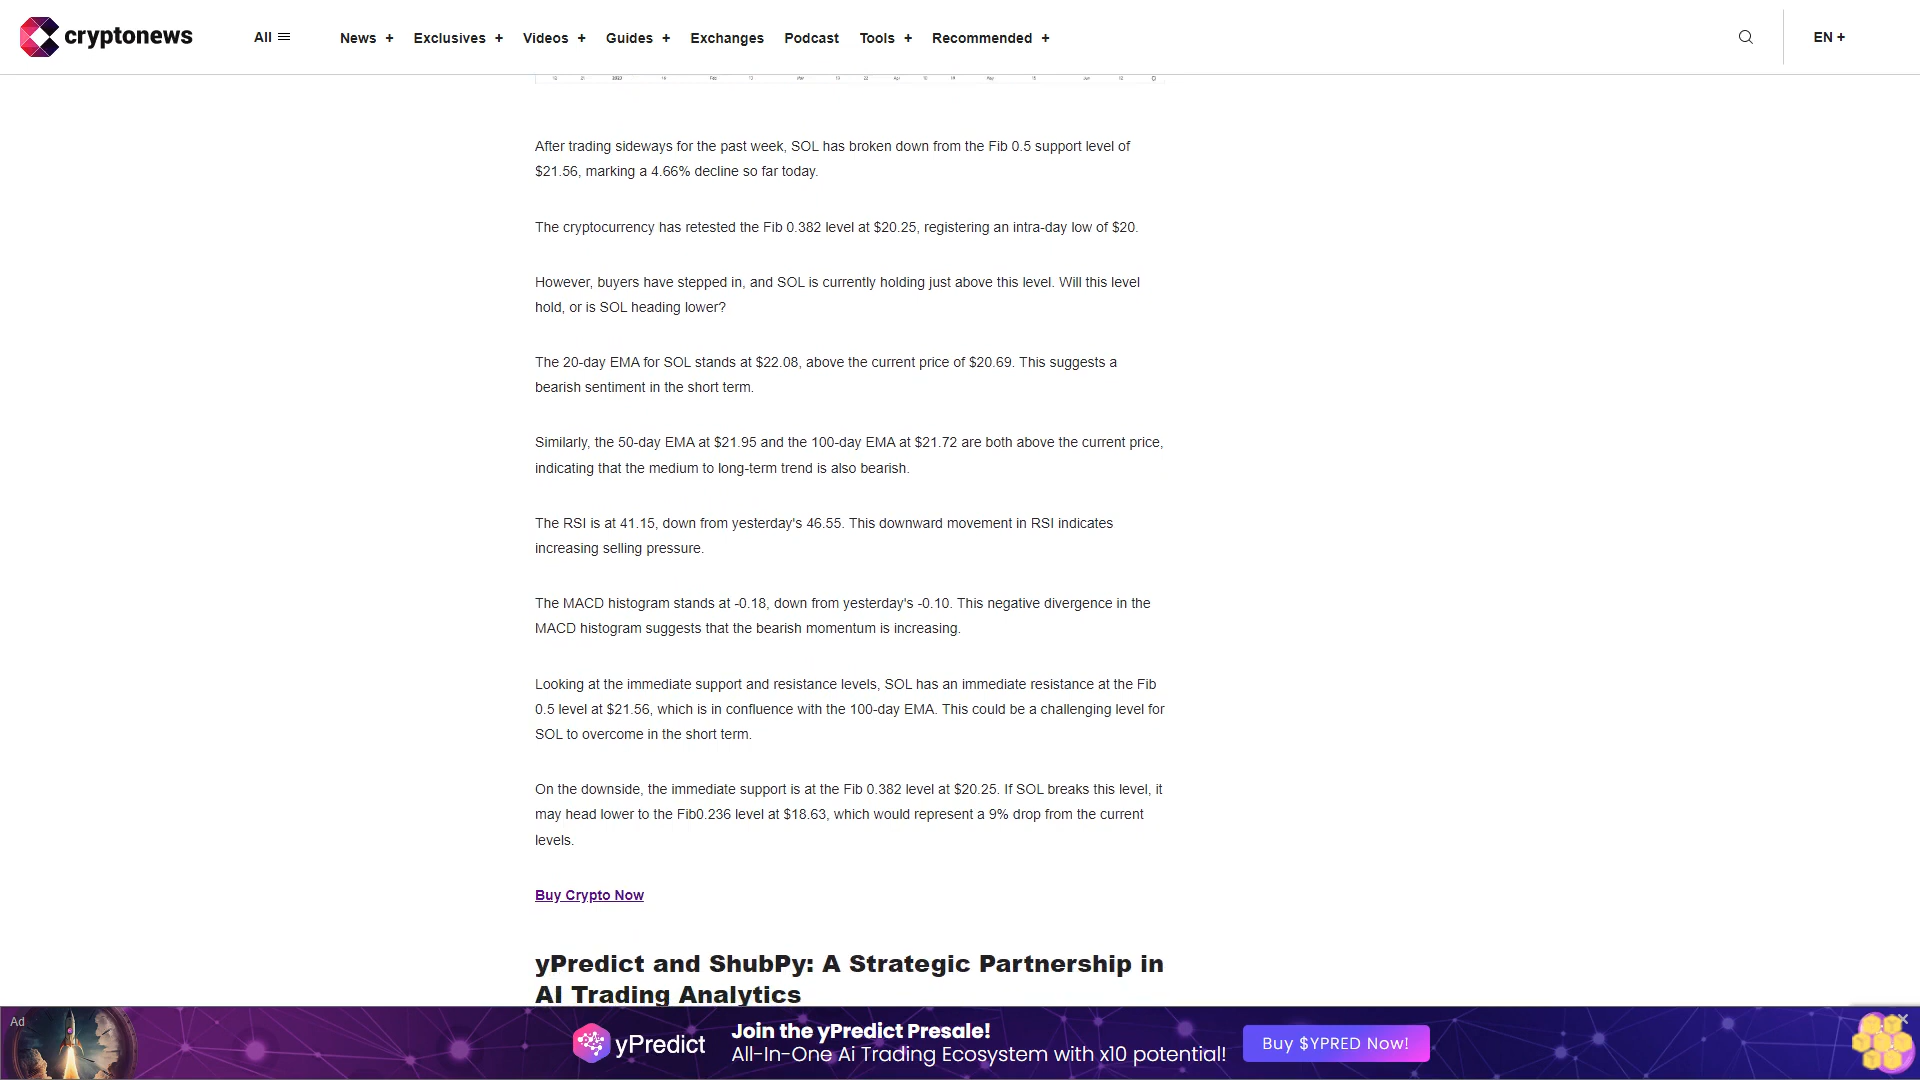 cryptonews
All
News +
Exclusives +
Videos +
Guides +
Exchanges
Podcast
Tools +
Recommended +
EN +
After trading sideways for the past week, SOL has broken down from the Fib 0.5 support level of
$21.56, marking a 4.66% decline so far today.
The cryptocurrency has retested the Fib 0.382 level at $20.25, registering an intra-day low of $20.
However, buyers have stepped in, and SOL is currently holding just above this level. Will this level
hold, or is SOL heading lower?
The 20-day EMA for SOL stands at $22.08, above the current price of $20.69. This suggests a
bearish sentiment in the short term.
Similarly, the 50-day EMA at $21.95 and the 100-day EMA at $21.72 are both above the current price,
indicating that the medium to long-term trend is also bearish.
The RSI is at 41.15, down from yesterday's 46.55. This downward movement in RSI indicates
increasing selling pressure.
The MACD histogram stands at -0.18, down from yesterday's -0.10. This negative divergence in the
MACD histogram suggests that the bearish momentum is increasing.
Looking at the immediate support and resistance levels, SOL has an immediate resistance at the Fib
0.5 level at $21.56, which is in confluence with the 100-day EMA. This could be a challenging level for
SOL to overcome in the short term.
On the downside, the immediate support is at the Fib 0.382 level at $20.25. If SOL breaks this level, it
may head lower to the Fib0.236 level at $18.63, which would represent a 9% drop from the current
levels.
Buy Crypto Now
yPredict and ShubPy: A Strategic Partnership in
AI Trading Analytics
Ad
yPredict
Join the yPredict Presale!
All-In-One Ai Trading Ecosystem with x10 potential!
Buy $YPRED Now!